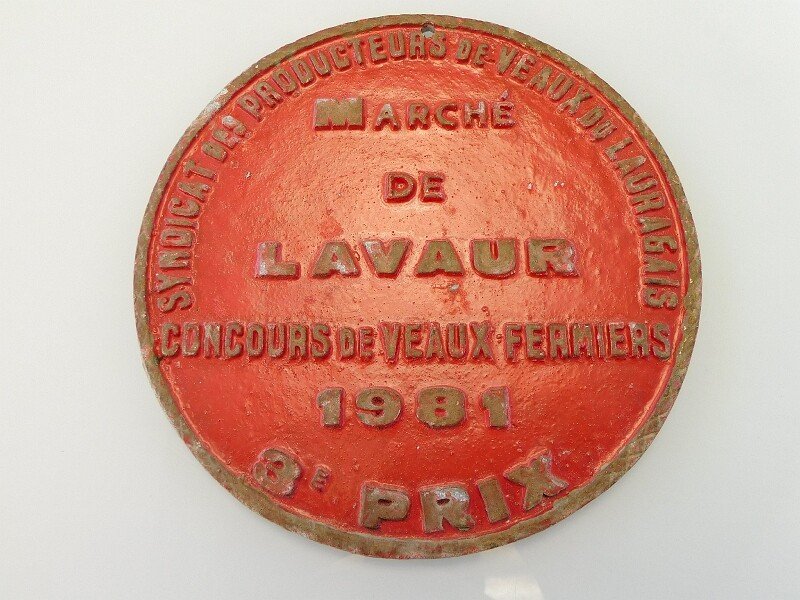 SYNDICAT DES PRODUCTEURS DE VEAUX DU LAURAGAIS
MARCHÉ
DE
LAVAUR
CONCOURS DE VEAUX FERMIERS
1981
3E PRIX